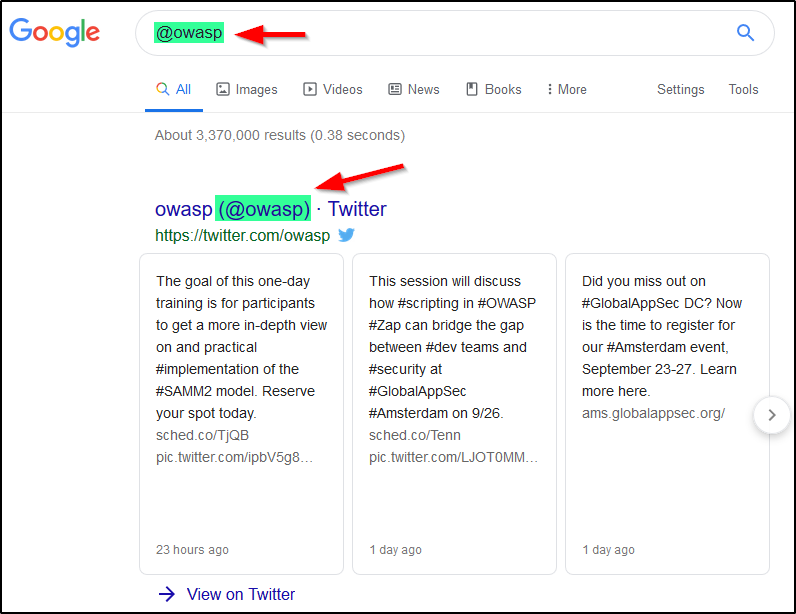 Google
@owasp
All Images Videos News Books More Settings Tools
About 3,370,000 results (0.38 seconds)
owasp (@owasp) · Twitter
https://twitter.com/owasp
The goal of this one-day
training is for participants
to get a more in-depth view
on and practical
#implementation of the
#SAMM2 model. Reserve
your spot today.
sched.co/TjQB
pic.twitter.com/ipbV5g8…
23 hours ago
This session will discuss
how #scripting in #OWASP
#Zap can bridge the gap
between #dev teams and
#security at
#GlobalAppSec
#Amsterdam on 9/26.
sched.co/Tenn
pic.twitter.com/LJOT0MM…
1 day ago
Did you miss out on
#GlobalAppSec DC? Now
is the time to register for
our #Amsterdam event,
September 23-27. Learn
more here.
ams.globalappsec.org/
1 day ago
View on Twitter